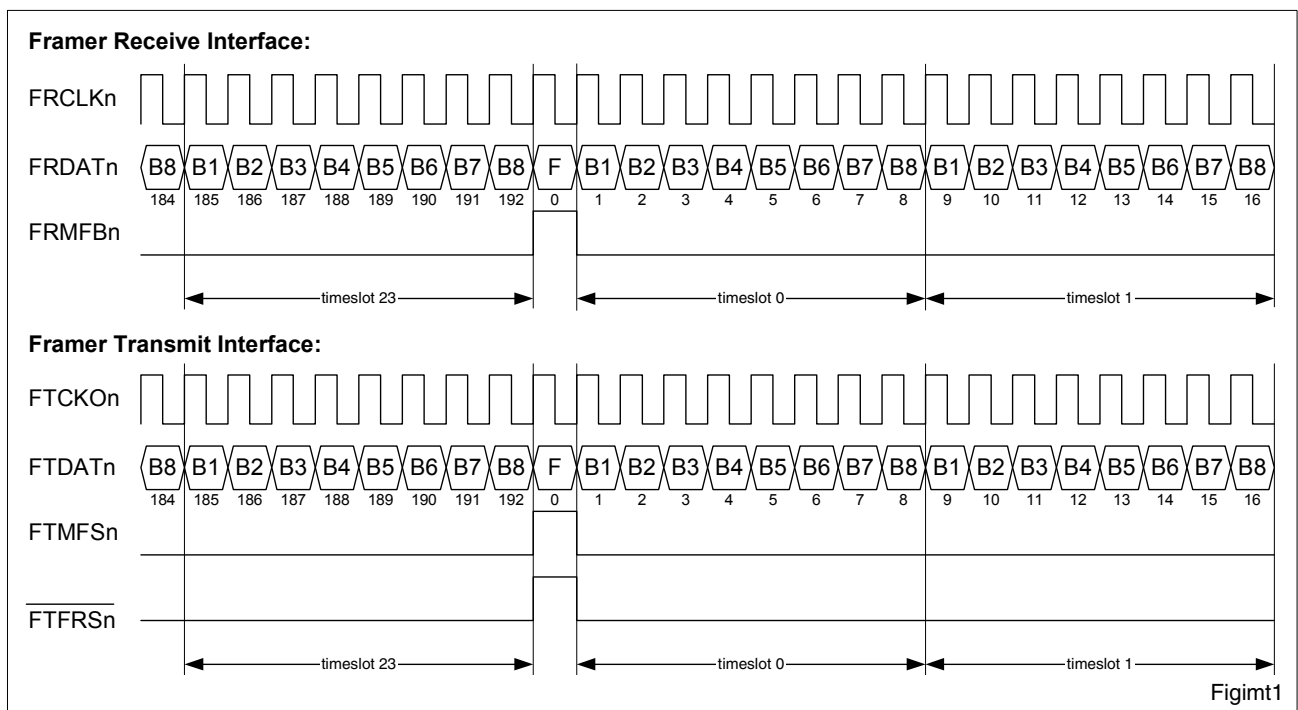 Framer Receive Interface:
FRCLKn
FRDATn B8 B1 B2 B3 B4 B5 B6 B7 B8 F B1 B2 B3 B4 B5 B6 B7 B8 B1 B2 B3 B4 B5 B6 B7 B8
184 185 186 187 188 189 190 191 192 0 1 2 3 4 5 6 7 8 9 10 11 12 13 14 15 16
FRMFBn
timeslot 23 timeslot 0 timeslot 1
Framer Transmit Interface:
FTCKOn
FTDATn B8 B1 B2 B3 B4 B5 B6 B7 B8 F B1 B2 B3 B4 B5 B6 B7 B8 B1 B2 B3 B4 B5 B6 B7 B8
184 185 186 187 188 189 190 191 192 0 1 2 3 4 5 6 7 8 9 10 11 12 13 14 15 16
FTMFSn
FTFRSn
timeslot 23 timeslot 0 timeslot 1
Figimt1